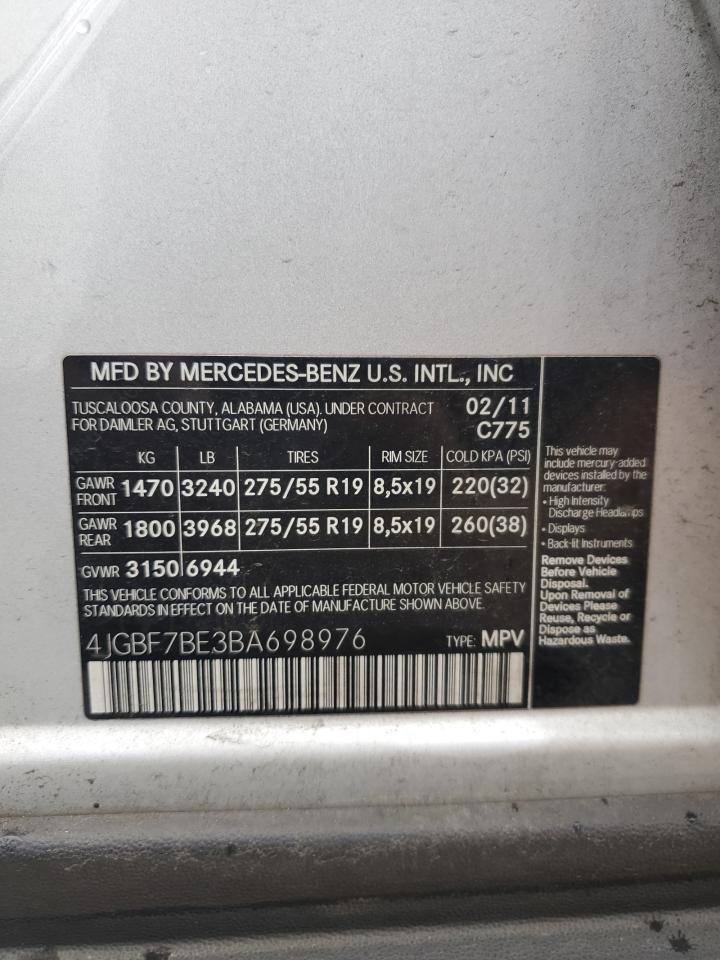 MFD BY MERCEDES-BENZ U.S. INTL., INC
TUSCALOOSA COUNTY, ALABAMA (USA). UNDER CONTRACT 02/11
FOR DAIMLER AG, STUTTGART (GERMANY) C775
KG LB TIRES RIM SIZE COLD KPA (PSI)
GAWR FRONT 1470 3240 275/55 R19 8,5x19 220(32)
GAWR REAR 1800 3968 275/55 R19 8,5x19 260(38)
GVWR 3150 6944
THIS VEHICLE CONFORMS TO ALL APPLICABLE FEDERAL MOTOR VEHICLE SAFETY
STANDARDS IN EFFECT ON THE DATE OF MANUFACTURE SHOWN ABOVE.
4JGBF7BE3BA698976 TYPE: MPV
This vehicle may
include mercury-added
devices installed by the
manufacturer:
• High Intensity
Discharge Headlamps
• Displays
• Back-lit Instruments
Remove Devices
Before Vehicle
Disposal.
Upon Removal of
Devices Please
Reuse, Recycle or
Dispose as
Hazardous Waste.